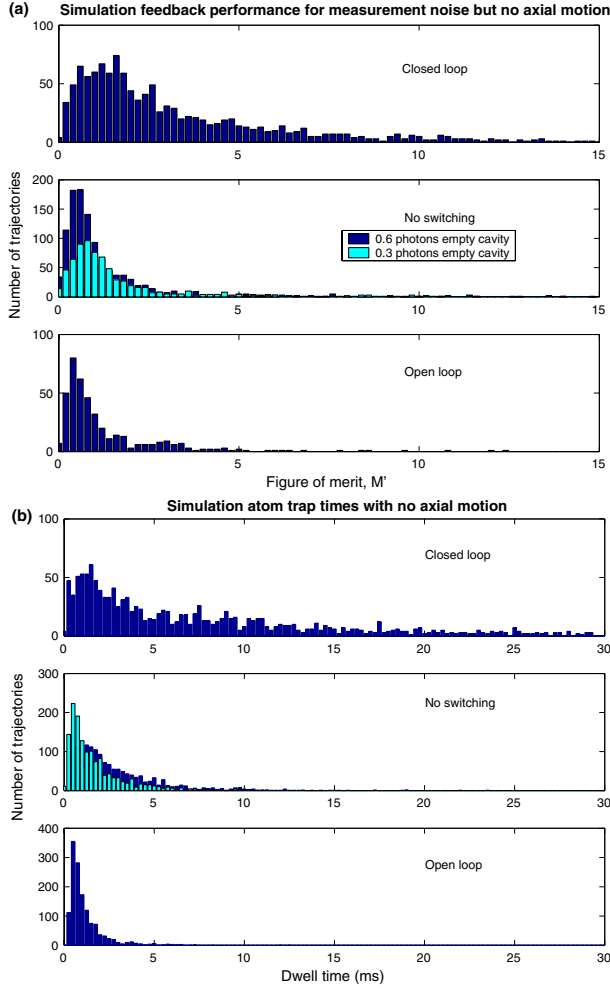 (a)
Simulation feedback performance for measurement noise but no axial motion
100
50
0
Closed loop
0 5 10 15
200
150
100
50
0
No switching
0.6 photons empty cavity
0.3 photons empty cavity
0 5 10 15
Number of trajectories
100
50
0
Open loop
0 5 10 15
Figure of merit, M'
(b)
Simulation atom trap times with no axial motion
100
50
0
Closed loop
0 5 10 15 20 25 30
300
200
100
0
No switching
0 5 10 15 20 25 30
Number of trajectories
400
300
200
100
0
Open loop
0 5 10 15 20 25 30
Dwell time (ms)